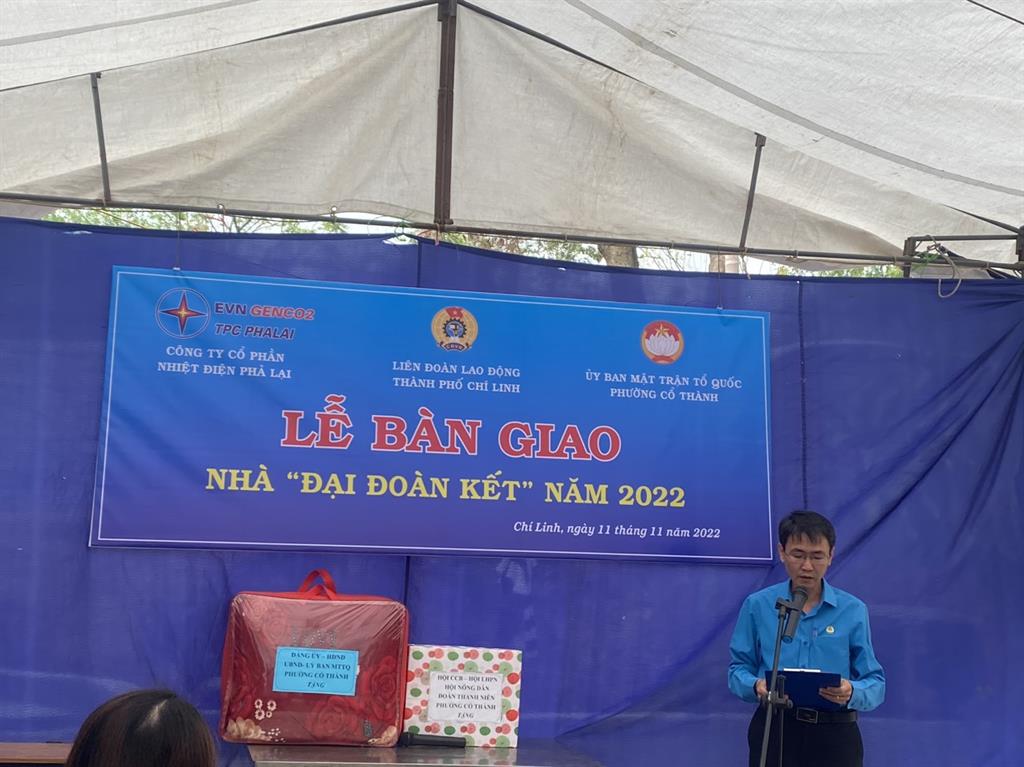 EVN GENCO2
TPC PHALAI
CÔNG TY CỔ PHẦN
NHIỆT ĐIỆN PHẢ LẠI
LIÊN ĐOÀN LAO ĐỘNG
THÀNH PHỐ CHÍ LINH
ỦY BAN MẶT TRẬN TỔ QUỐC
PHƯỜNG CỔ THÀNH
LỄ BÀN GIAO
NHÀ “ĐẠI ĐOÀN KẾT” NĂM 2022
Chí Linh, ngày 11 tháng 11 năm 2022
ĐẢNG ỦY – HĐND
UBND- UỶ BAN MTTQ
PHƯỜNG CỔ THÀNH
TẶNG
HỘI CCB – HỘI LHPN
HỘI NÔNG DÂN
ĐOÀN THANH NIÊN
PHƯỜNG CỔ THÀNH
TẶNG